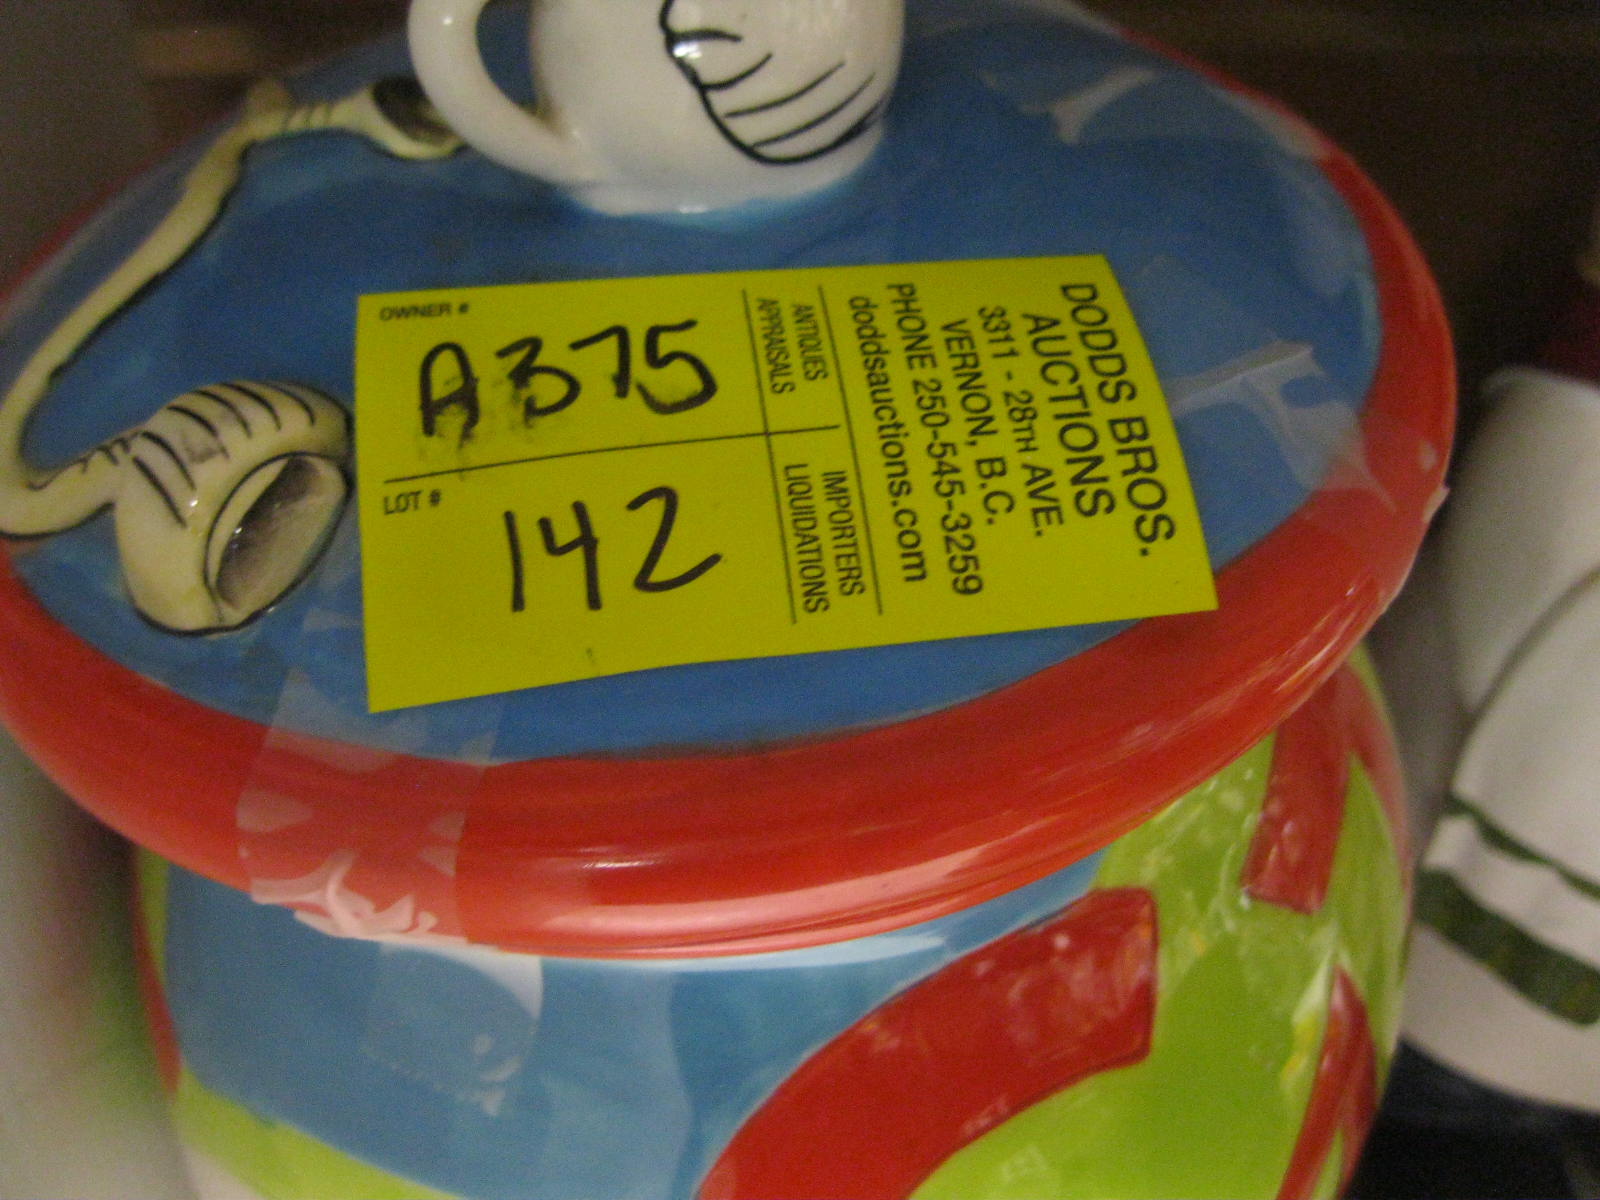 OWNER #
A375
LOT #
142
ANTIQUES
APPRAISALS
IMPORTERS
LIQUIDATIONS
DODDS BROS.
AUCTIONS
3311 - 28TH AVE.
VERNON, B.C.
PHONE 250-545-3259
doddsauctions.com